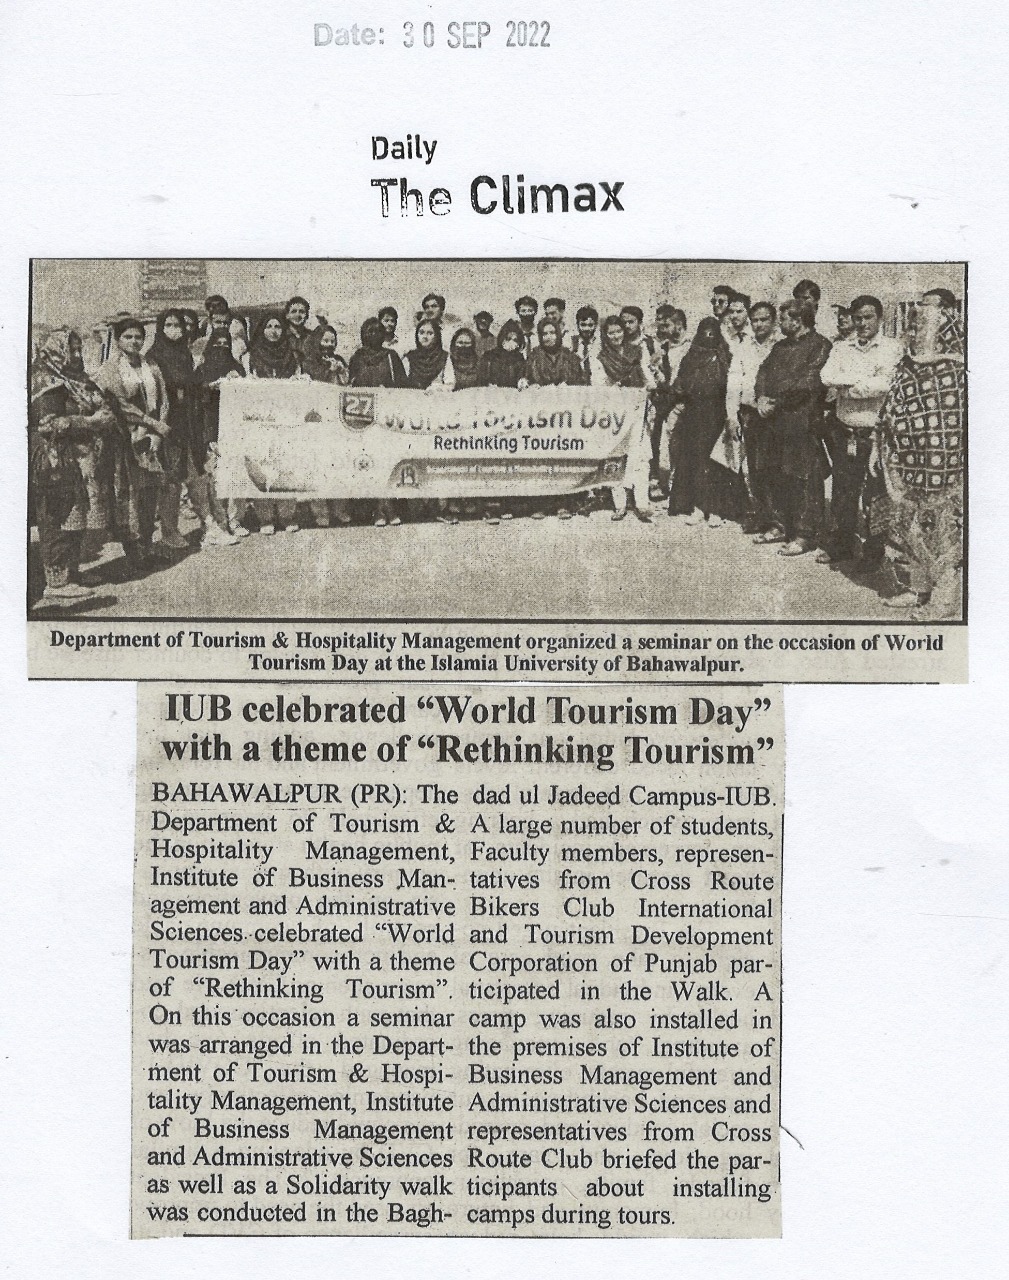 Date: 30 SEP 2022
Daily
The Climax
27 World Tourism Day
Rethinking Tourism
Department of Tourism & Hospitality Management organized a seminar on the occasion of World
Tourism Day at the Islamia University of Bahawalpur.
IUB celebrated “World Tourism Day”
with a theme of “Rethinking Tourism”
BAHAWALPUR (PR): The
Department of Tourism &
Hospitality Management,
Institute of Business Man-
agement and Administrative
Sciences celebrated “World
Tourism Day” with a theme
of “Rethinking Tourism”.
On this occasion a seminar
was arranged in the Depart-
ment of Tourism & Hospi-
tality Management, Institute
of Business Management
and Administrative Sciences
as well as a Solidarity walk
was conducted in the Bagh-
dad ul Jadeed Campus-IUB.
A large number of students,
Faculty members, represen-
tatives from Cross Route
Bikers Club International
and Tourism Development
Corporation of Punjab par-
ticipated in the Walk. A
camp was also installed in
the premises of Institute of
Business Management and
Administrative Sciences and
representatives from Cross
Route Club briefed the par-
ticipants about installing
camps during tours.